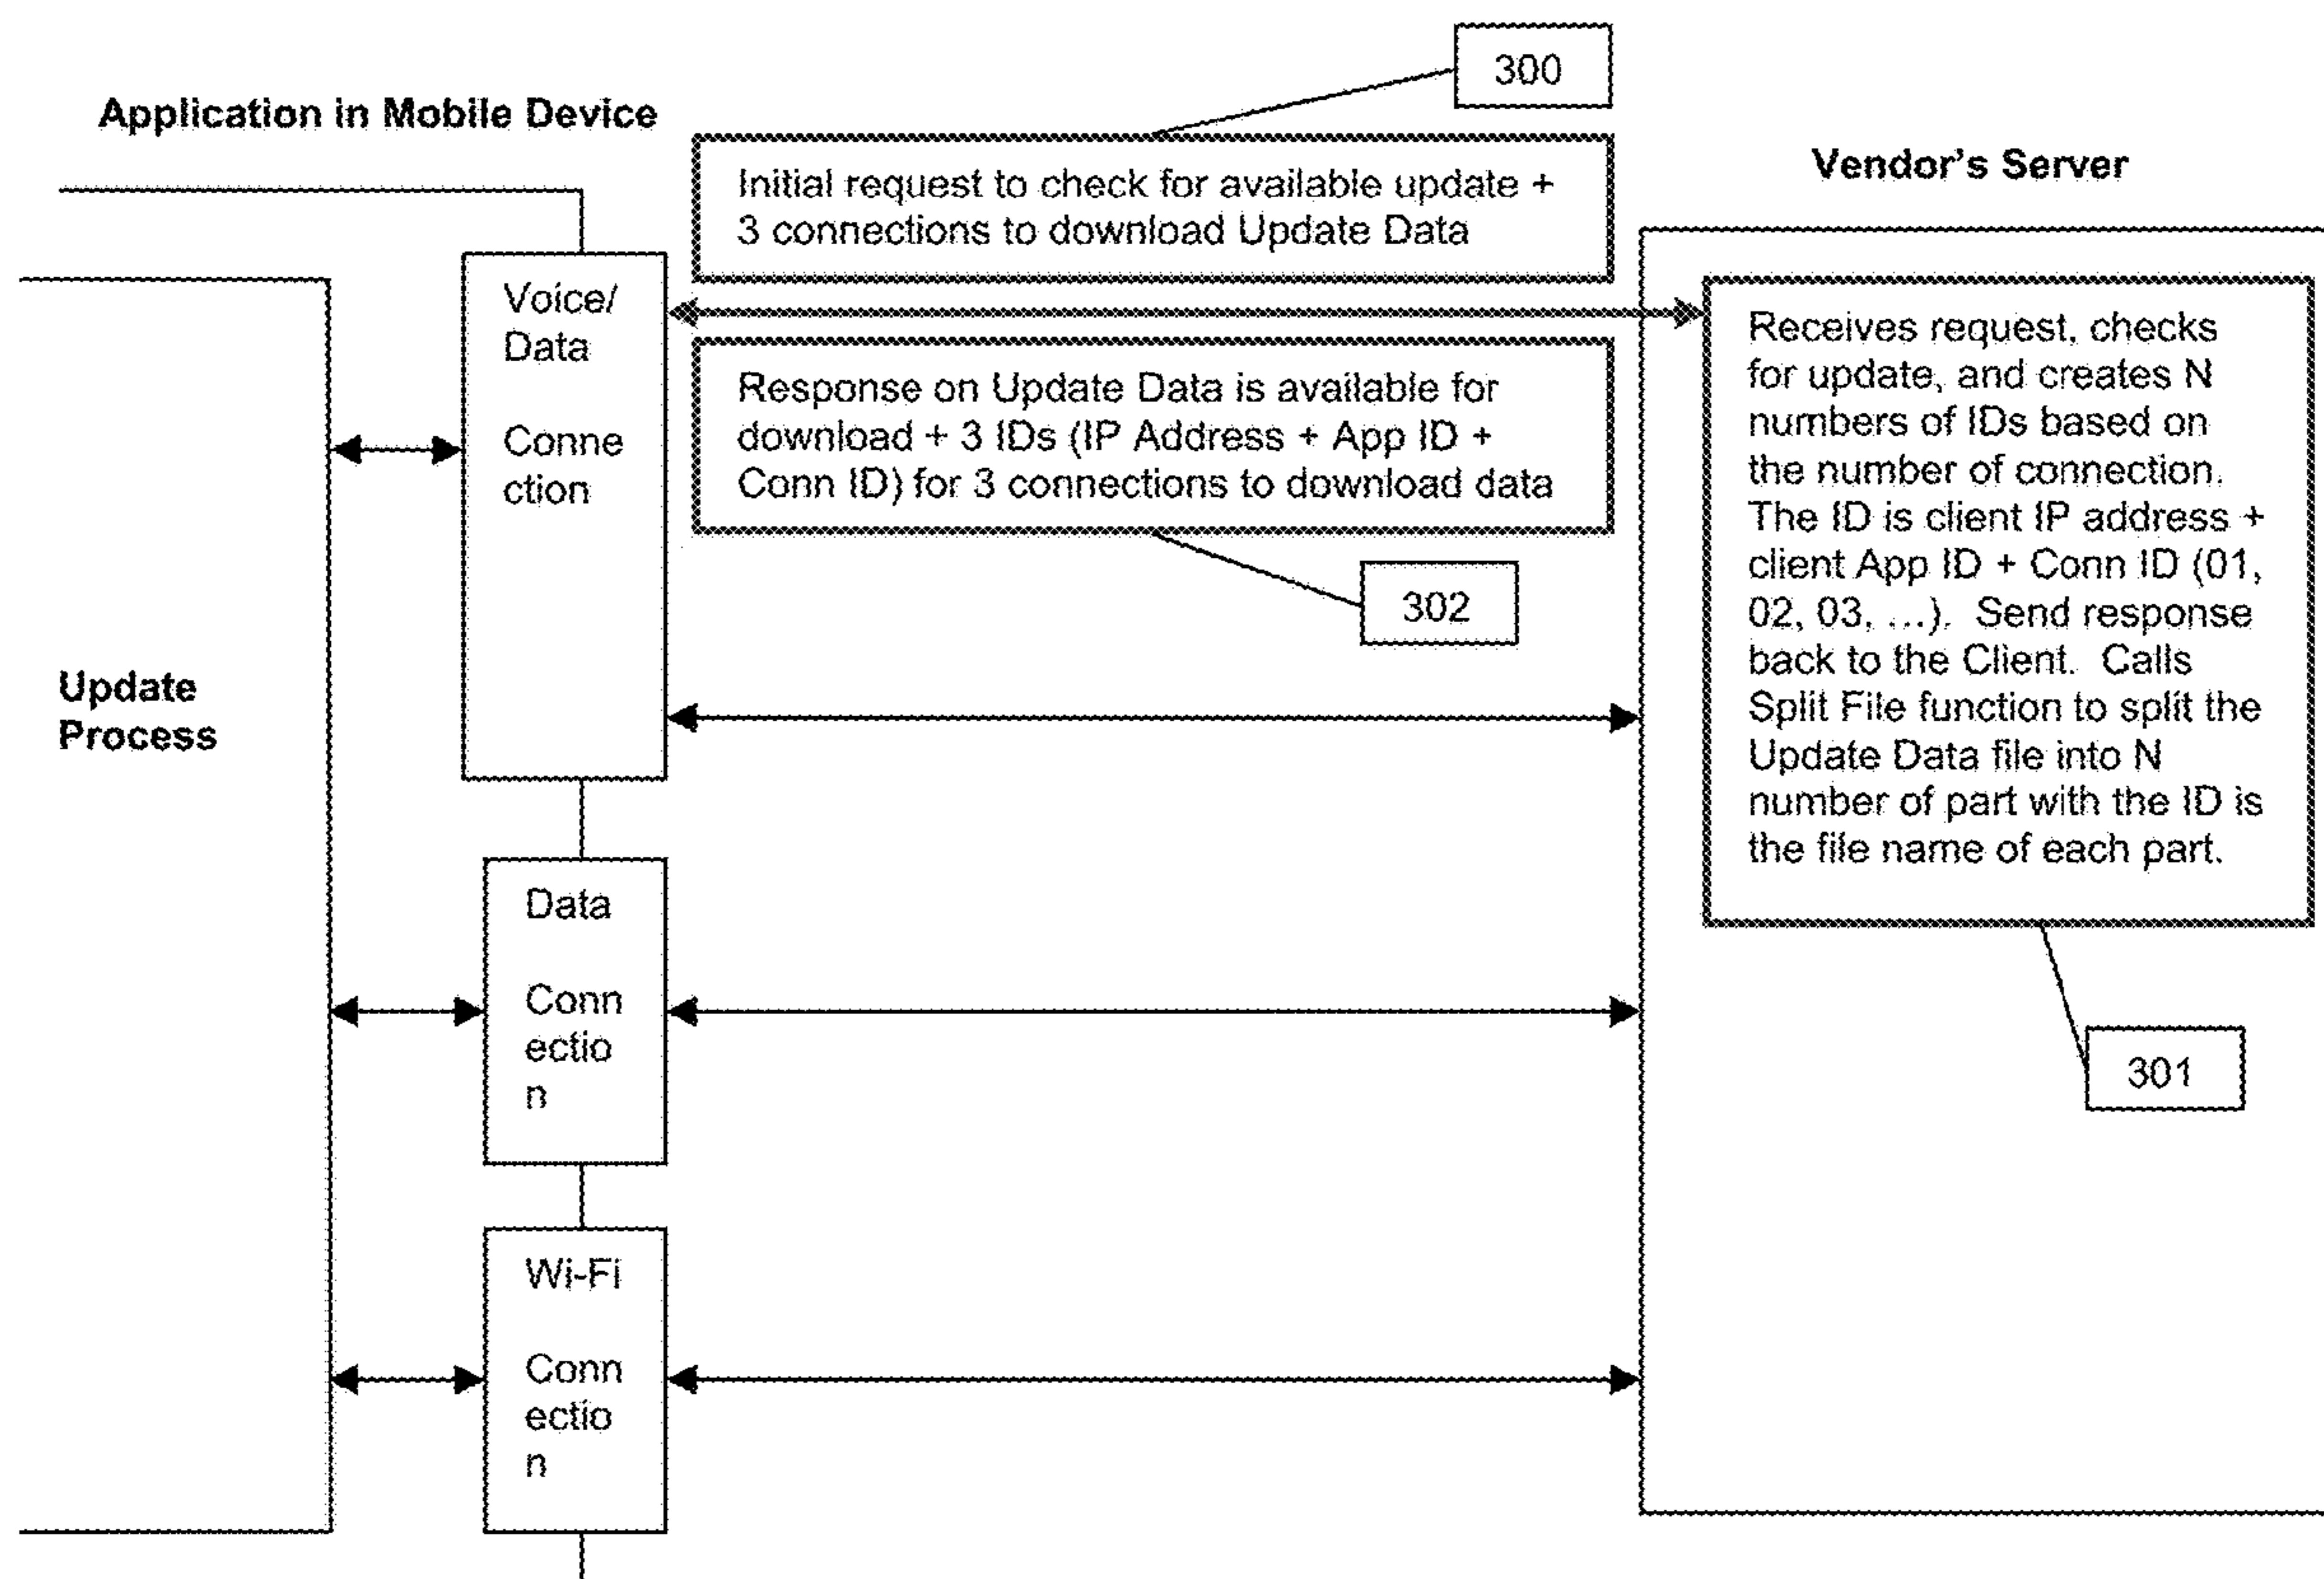 300
Application in Mobile Device
Initial request to check for available update +
3 connections to download Update Data
Vendor's Server
Voice/
Data
Conne
ction
Response on Update Data is available for
download + 3 IDs (IP Address + App ID +
Conn ID) for 3 connections to download data
302
Receives request, checks
for update, and creates N
numbers of IDs based on
the number of connection.
The ID is client IP address +
client App ID + Conn ID (01,
02, 03, ...). Send response
back to the Client. Calls
Split File function to split the
Update Data file into N
number of part with the ID is
the file name of each part.
301
Update
Process
Data
Conn
ectio
n
Wi-Fi
Conn
ectio
n